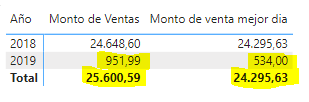 Año Monto de Ventas Monto de venta mejor dia
2018 24.648,60 24.295,63
2019 951,99 534,00
Total 25.600,59 24.295,63